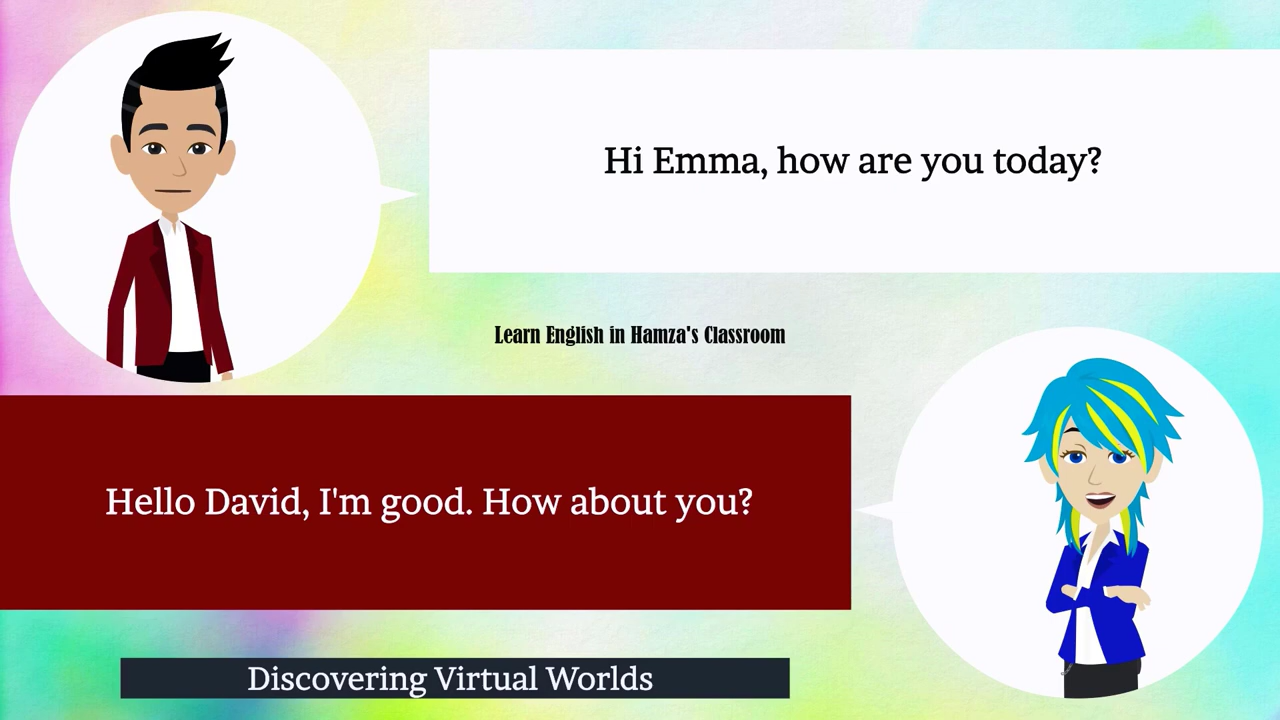 Hi Emma, how are you today?
Learn English in Hamza's Classroom
Hello David, I'm good. How about you?
Discovering Virtual Worlds